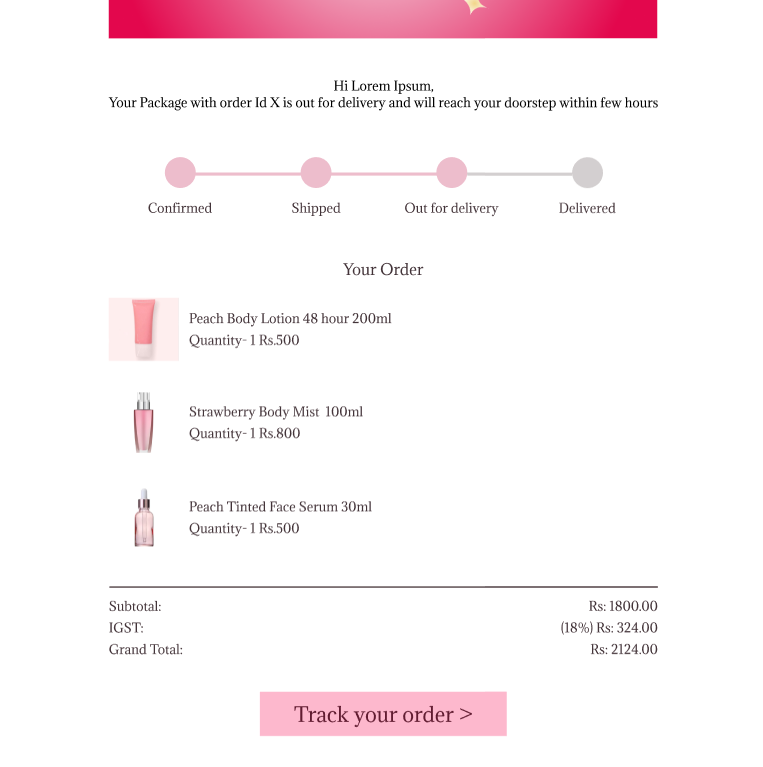 Hi Lorem Ipsum,
Your Package with order Id X is out for delivery and will reach your doorstep within few hours
Confirmed
Shipped
Out for delivery
Delivered
Your Order
Peach Body Lotion 48 hour 200ml
Quantity- 1 Rs.500
Strawberry Body Mist 100ml
Quantity- 1 Rs.800
Peach Tinted Face Serum 30ml
Quantity- 1 Rs.500
Subtotal: Rs: 1800.00
IGST: (18%) Rs: 324.00
Grand Total: Rs: 2124.00
Track your order >